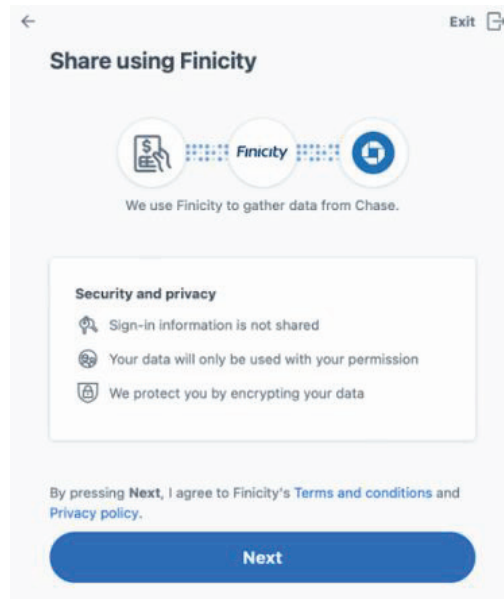 Exit
Share using Finicity
$
Finicity
We use Finicity to gather data from Chase.
Security and privacy
Sign-in information is not shared
Your data will only be used with your permission
We protect you by encrypting your data
By pressing Next, I agree to Finicity's Terms and conditions and
Privacy policy.
Next